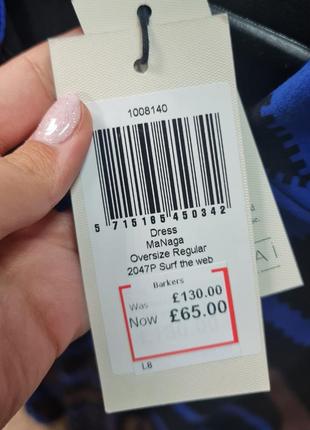 1008140
5 715165 450342
Dress
MaNaga
Oversize Regular
2047P Surf the web
Barkers
Was £130.00
Now £65.00
L8